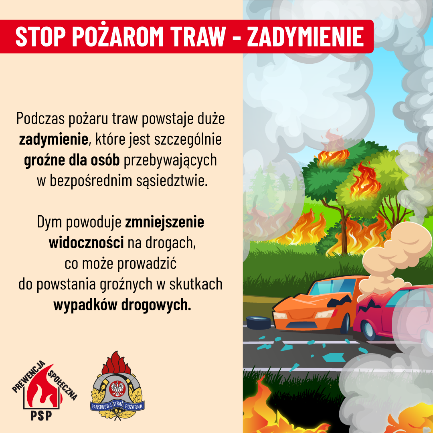 STOP POŻAROM TRAW - ZADYMIENIE
Podczas pożaru traw powstaje duże
zadymienie, które jest szczególnie
groźne dla osób przebywających
w bezpośrednim sąsiedztwie.
Dym powoduje zmniejszenie
widoczności na drogach,
co może prowadzić
do powstania groźnych w skutkach
wypadków drogowych.
PREWENCJA SPOŁECZNA
PSP